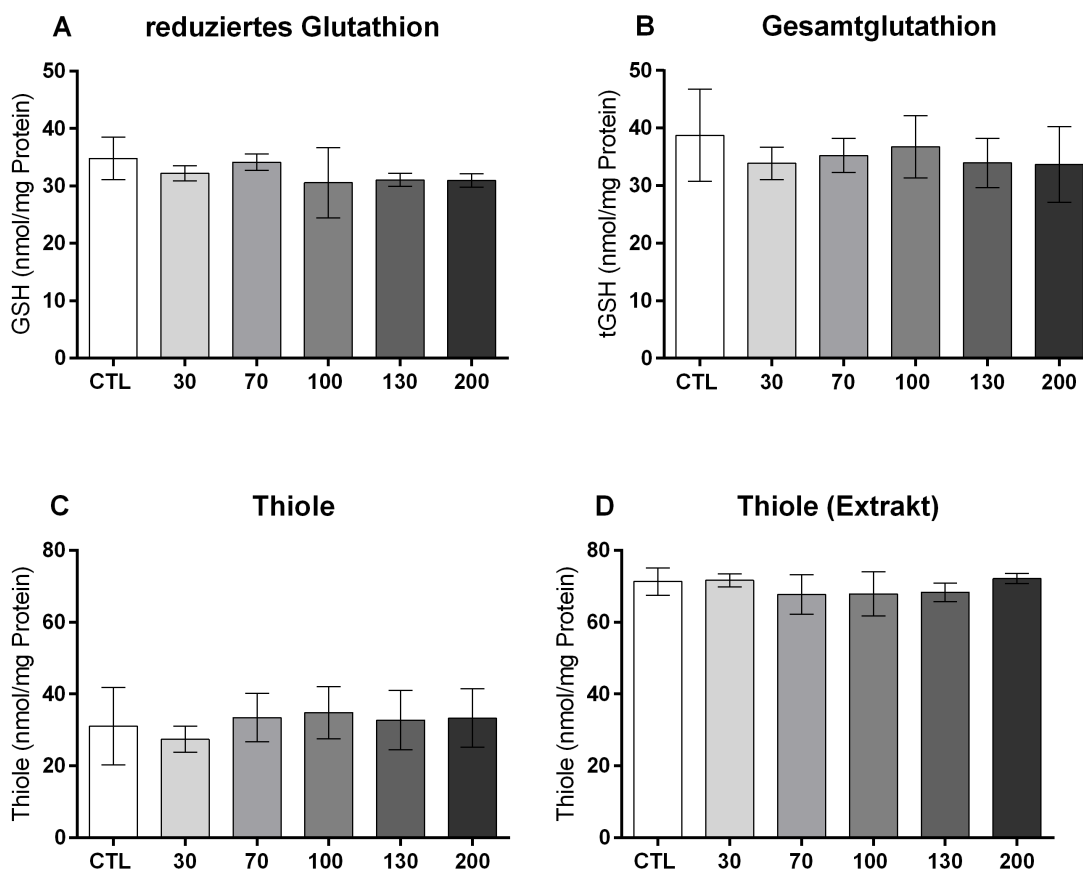 A reduziertes Glutathion
GSH (nmol/mg Protein)
50
40
30
20
10
0
CTL 30 70 100 130 200
B Gesamtglutathion
tGSH (nmol/mg Protein)
50
40
30
20
10
0
CTL 30 70 100 130 200
C Thiole
Thiole (nmol/mg Protein)
80
60
40
20
0
CTL 30 70 100 130 200
D Thiole (Extrakt)
Thiole (nmol/mg Protein)
80
60
40
20
0
CTL 30 70 100 130 200